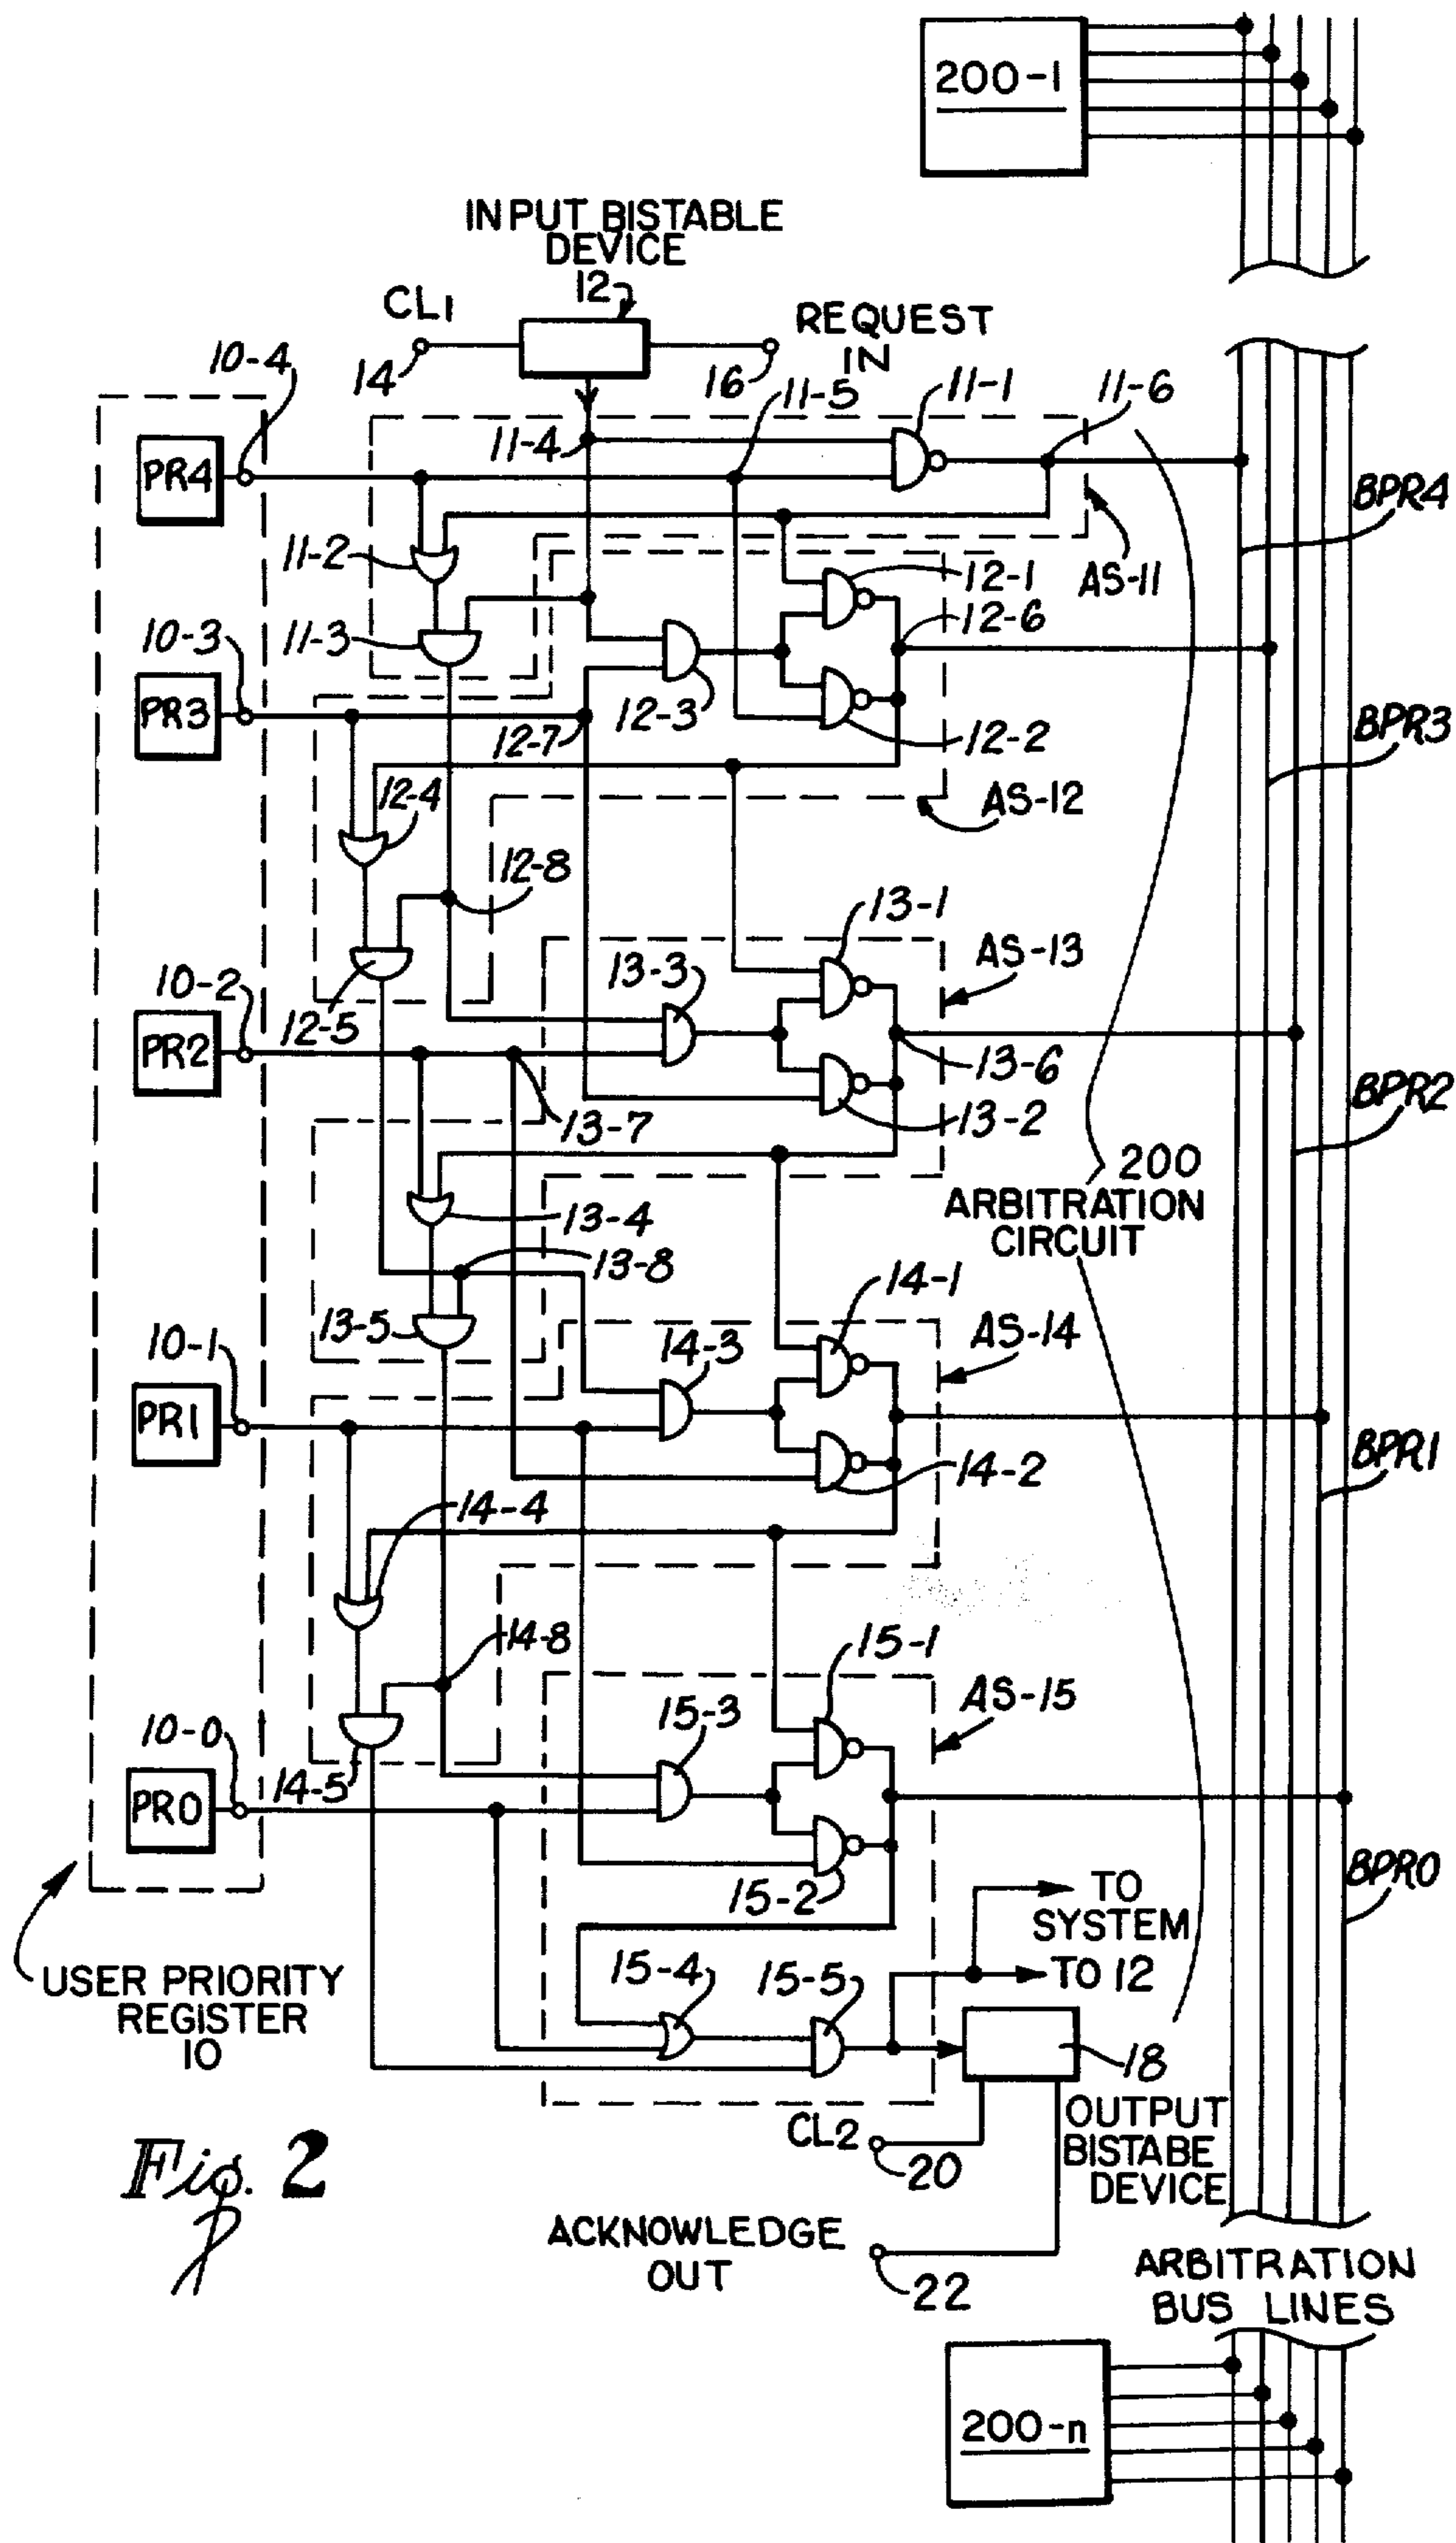 200-1
INPUT BISTABLE
DEVICE
12
CL1
REQUEST
IN
14
16
10-4
11-5
11-1
11-6
11-4
PR4
BPR4
11-2
12-1
AS-11
12-6
11-3
10-3
PR3
12-3
12-7
12-2
BPR3
12-4
AS-12
12-8
13-1
AS-13
13-3
10-2
12-5
PR2
13-6
BPR2
13-7
13-2
200
ARBITRATION
CIRCUIT
13-4
13-8
14-1
13-5
AS-14
10-1
14-3
PR1
BPR1
14-2
14-4
14-8
15-1
AS-15
15-3
10-0
14-5
PR0
BPR0
15-2
TO
SYSTEM
TO 12
15-4
15-5
USER PRIORITY
REGISTER
10
18
OUTPUT
BISTABE
DEVICE
CL2
20
Fig. 2
ACKNOWLEDGE
OUT
22
ARBITRATION
BUS LINES
200-n